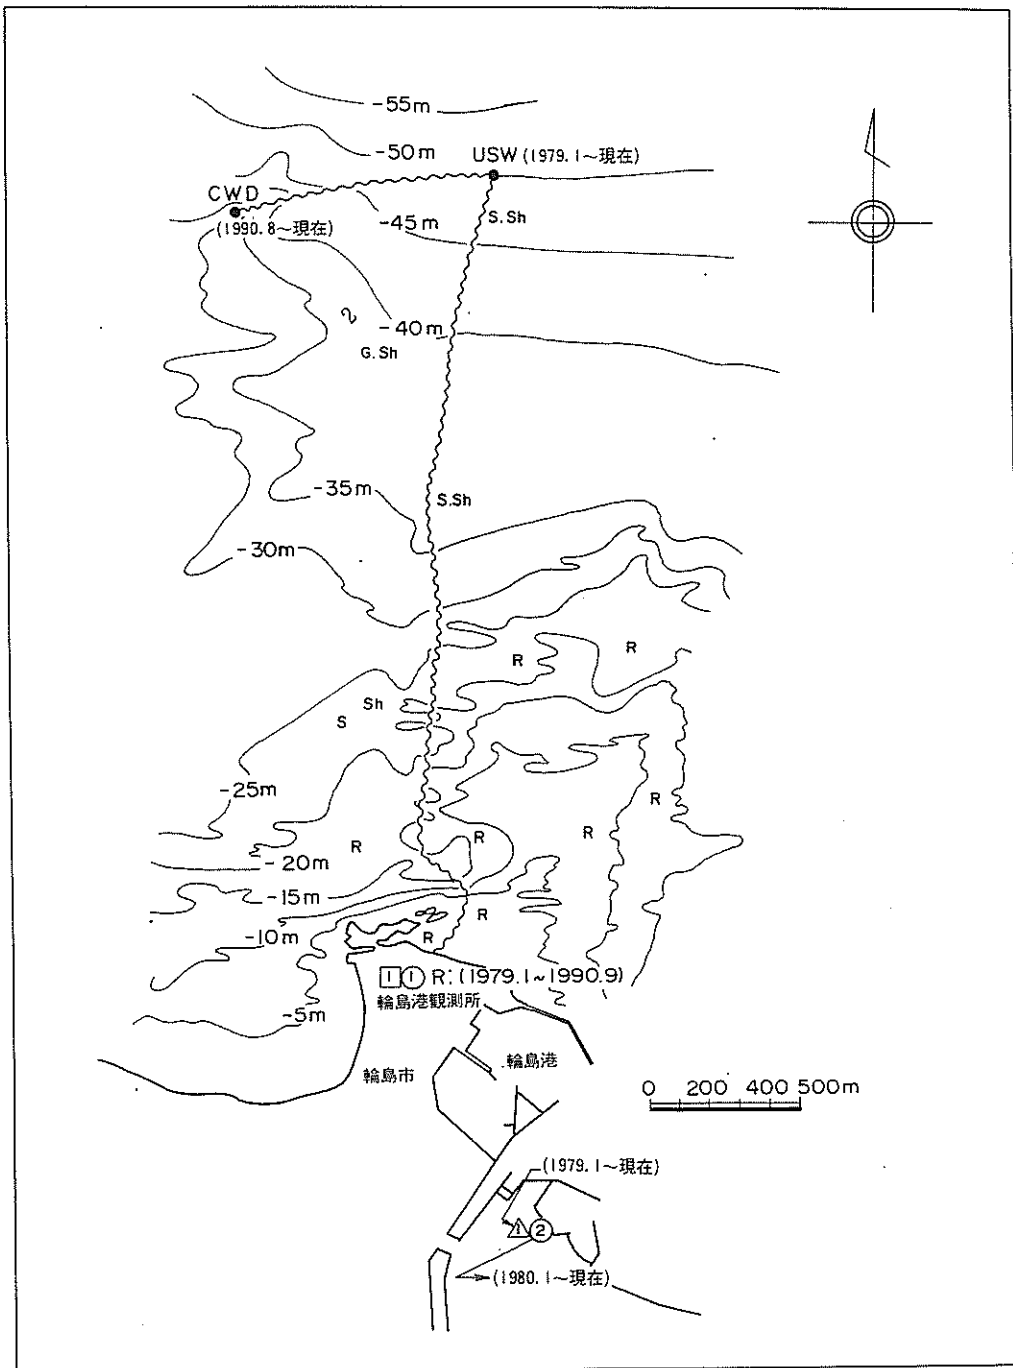 -55m
-50m
USW (1979.1~現在)
CWD
(1990.8~現在)
S.Sh
-45m
2
-40m
G.Sh
-35m
S.Sh
-30m
R
R
Sh
S
-25m
R
R
R
R
-20m
-15m
R
-10m
R
1 1 R: (1979.1~1990.9)
輪島港観測所
-5m
輪島港
輪島市
0 200 400 500m
(1979.1~現在)
1 2
(1980.1~現在)